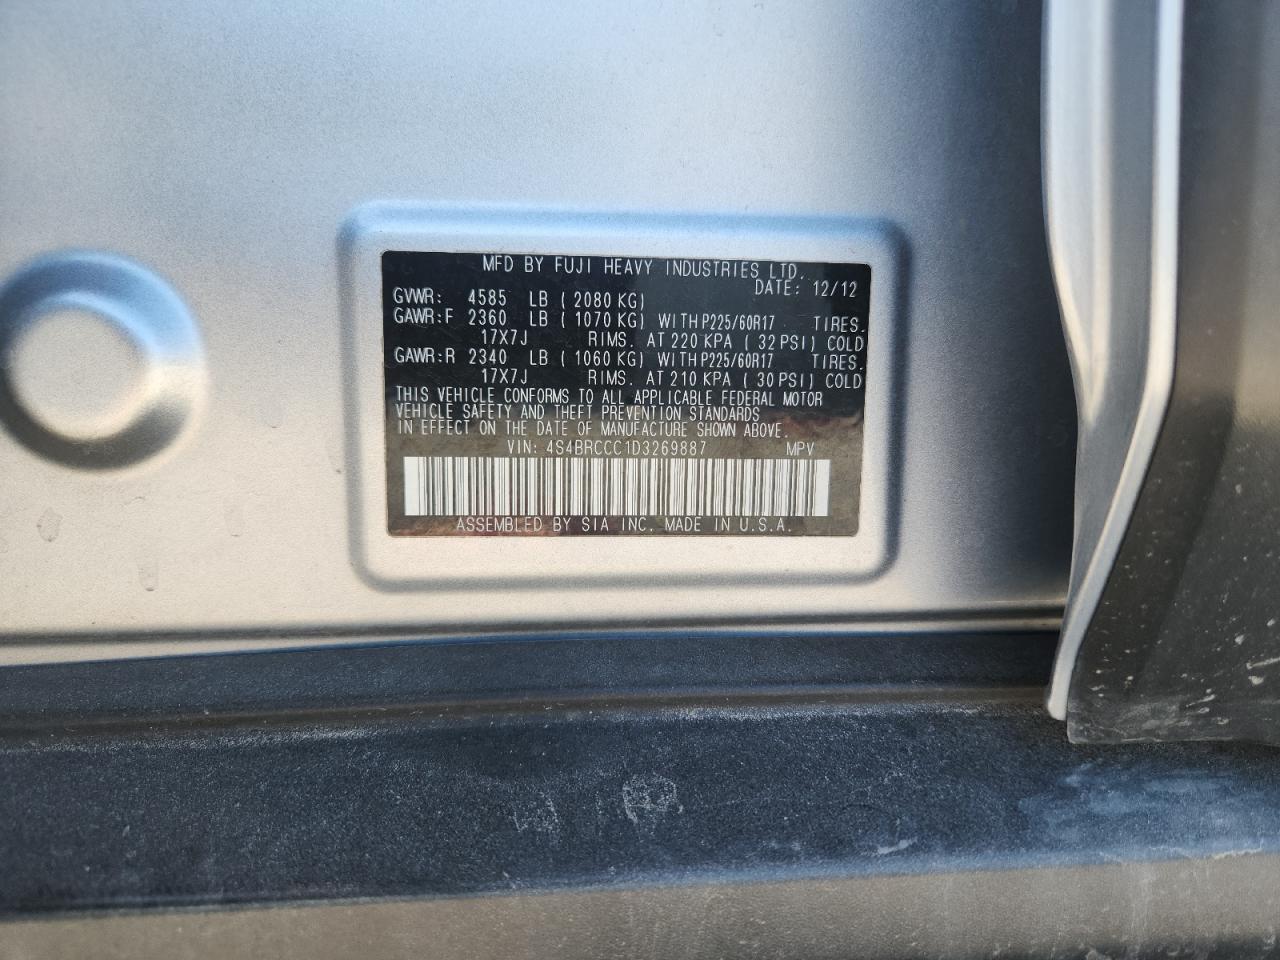 MFD BY FUJI HEAVY INDUSTRIES LTD.
DATE: 12/12
GVWR: 4585 LB ( 2080 KG)
GAWR:F 2360 LB ( 1070 KG) WITH P225/60R17 TIRES.
17X7J RIMS. AT 220 KPA ( 32 PSI) COLD
GAWR:R 2340 LB ( 1060 KG) WITH P225/60R17 TIRES.
17X7J RIMS. AT 210 KPA ( 30 PSI) COLD
THIS VEHICLE CONFORMS TO ALL APPLICABLE FEDERAL MOTOR
VEHICLE SAFETY AND THEFT PREVENTION STANDARDS
IN EFFECT ON THE DATE OF MANUFACTURE SHOWN ABOVE.
VIN: 4S4BRCCC1D3269887 MPV
ASSEMBLED BY SIA INC. MADE IN U.S.A.